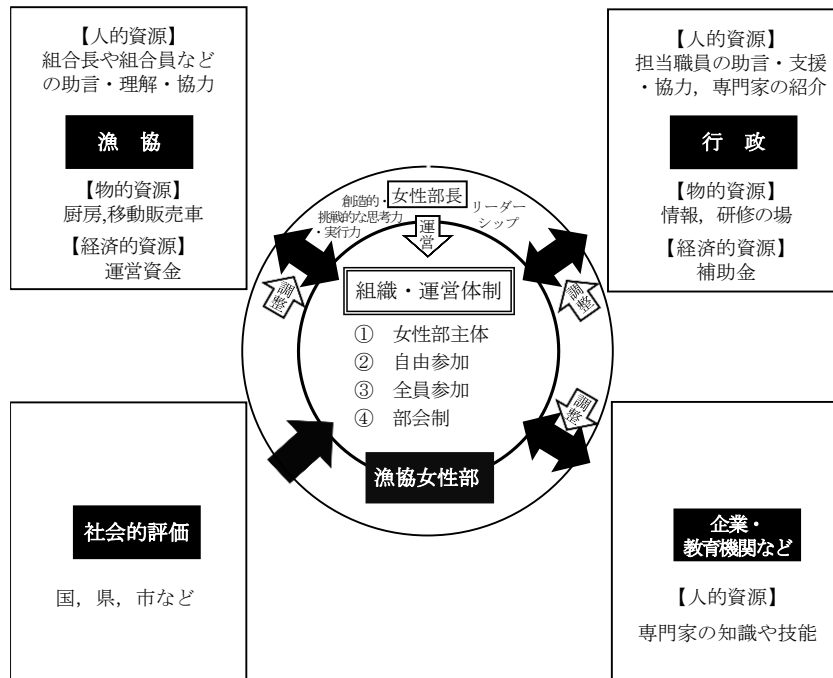 【人的資源】
組合長や組合員など
の助言・理解・協力
漁　協
【物的資源】
厨房,移動販売車
【経済的資源】
運営資金
【人的資源】
担当職員の助言・支援
・協力，専門家の紹介
行　政
【物的資源】
情報，研修の場
【経済的資源】
補助金
女性部長
創造的・
挑戦的な思考力
・実行力
リーダー
シップ
運営
調整
調整
組織・運営体制
①　女性部主体
②　自由参加
③　全員参加
④　部会制
調整
漁協女性部
社会的評価
国，県，市など
企業・
教育機関など
【人的資源】
専門家の知識や技能